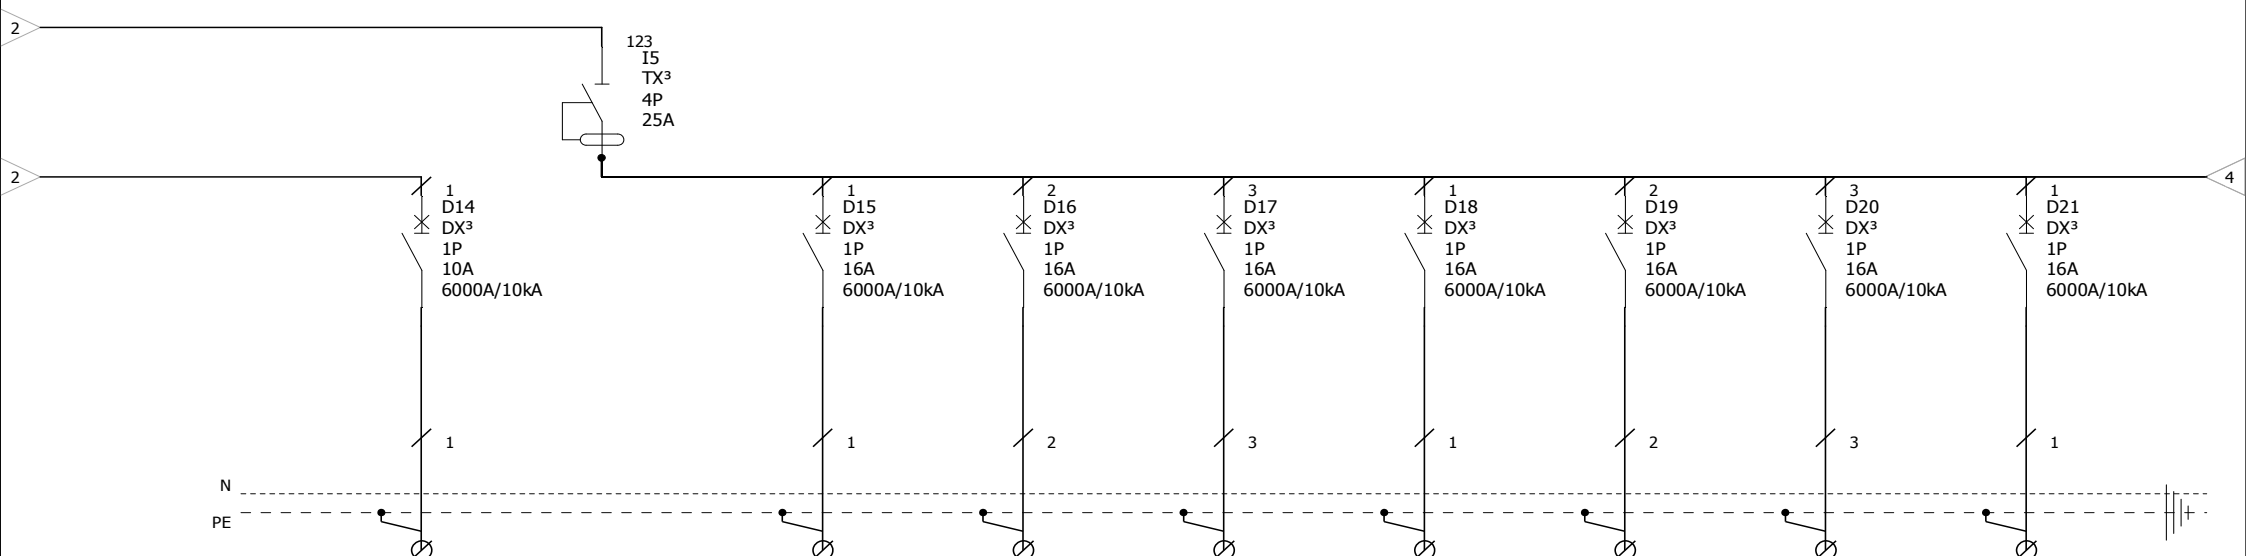 2
123
I5
TX³
4P
25A
2
4
1
D14
DX³
1P
10A
6000A/10kA
1
D15
DX³
1P
16A
6000A/10kA
2
D16
DX³
1P
16A
6000A/10kA
3
D17
DX³
1P
16A
6000A/10kA
1
D18
DX³
1P
16A
6000A/10kA
2
D19
DX³
1P
16A
6000A/10kA
3
D20
DX³
1P
16A
6000A/10kA
1
D21
DX³
1P
16A
6000A/10kA
1
1
2
3
1
2
3
1
N
PE